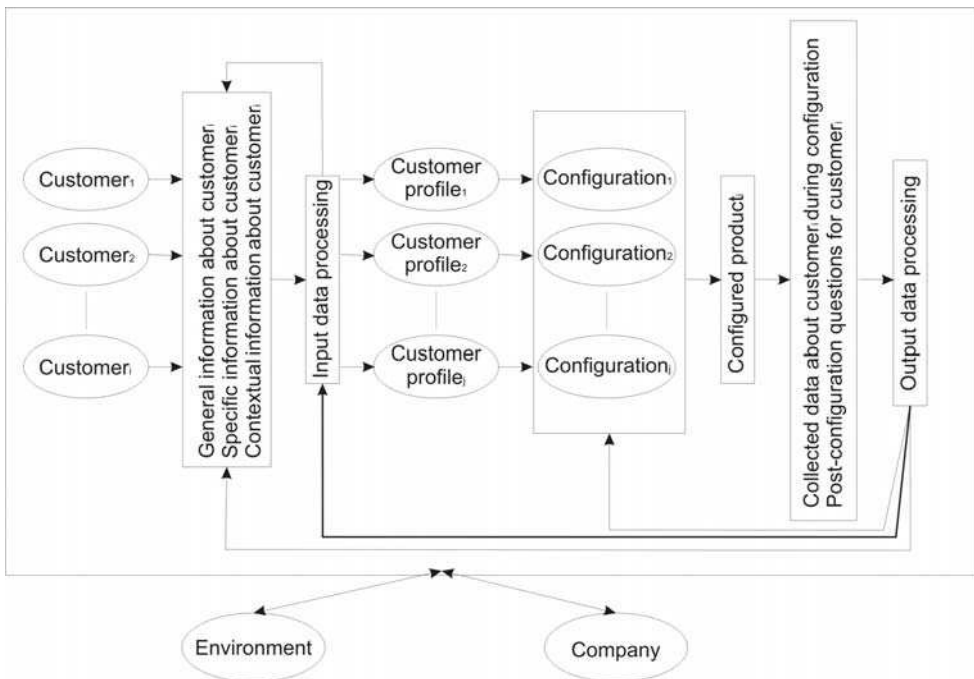 Customer₁
Customer₂
Customerᵢ
General information about customerᵢ
Specific information about customerᵢ
Contextual information about customerᵢ
Input data processing
Customer
profile₁
Customer
profile₂
Customer
profileⱼ
Configuration₁
Configuration₂
Configurationⱼ
Configured productᵢ
Collected data about customerᵢ during configuration
Post-configuration questions for customerᵢ
Output data processing
Environment
Company